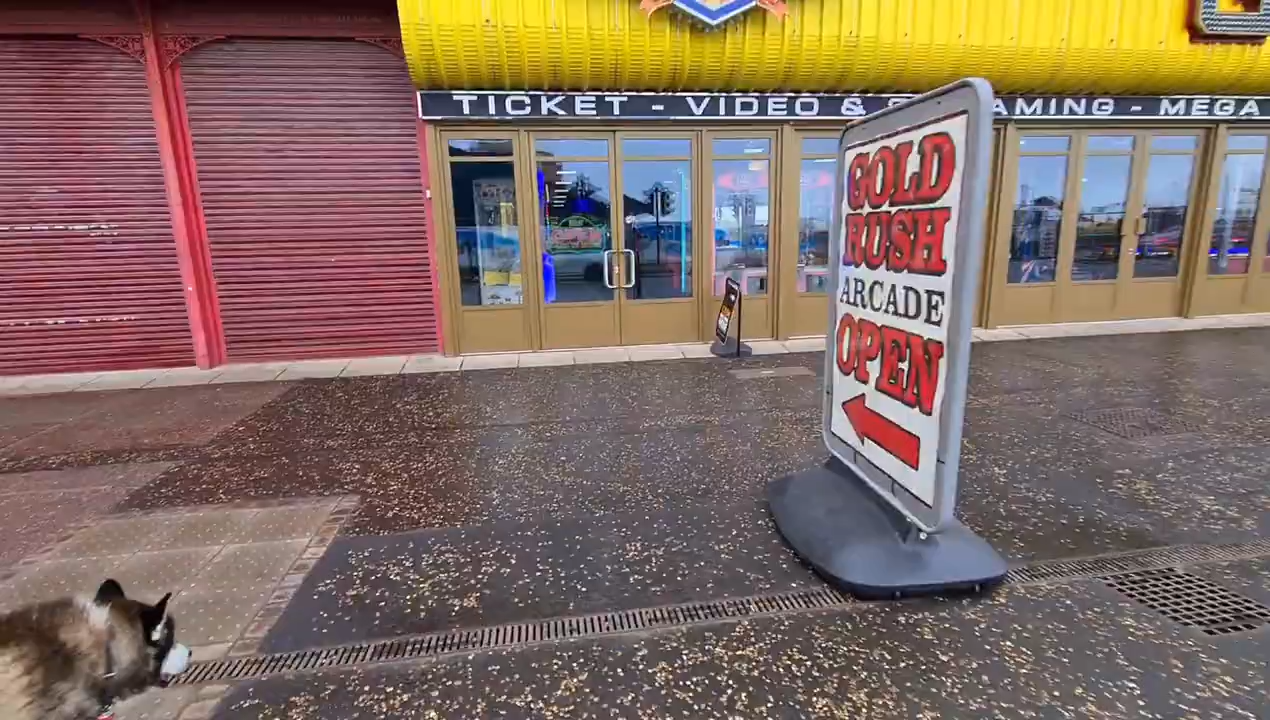 TICKET - VIDEO & G AMING - MEGA
GOLD
RUSH
ARCADE
OPEN